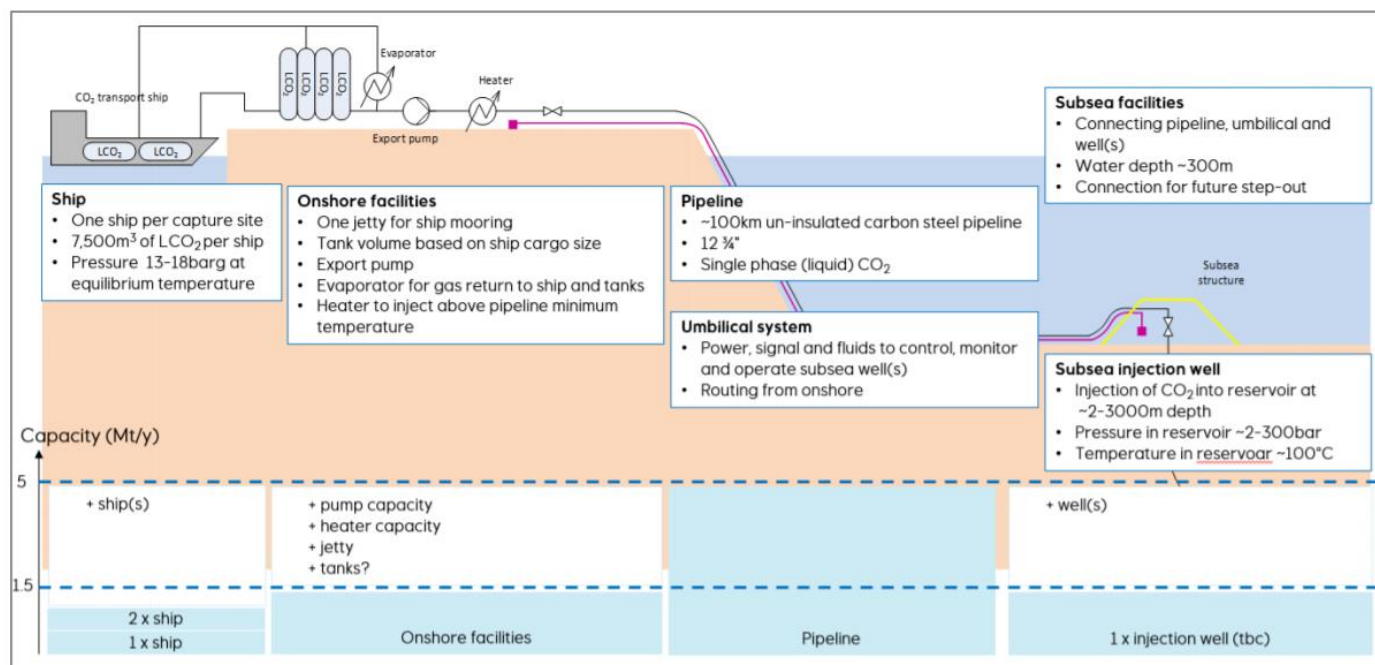 Evaporator
LCO₂
LCO₂
LCO₂
LCO₂
Heater
CO₂ transport ship
Export pump
LCO₂
LCO₂
Ship
• One ship per capture site
• 7,500m³ of LCO₂ per ship
• Pressure 13-18barg at
equilibrium temperature
Onshore facilities
• One jetty for ship mooring
• Tank volume based on ship cargo size
• Export pump
• Evaporator for gas return to ship and tanks
• Heater to inject above pipeline minimum
temperature
Pipeline
• ~100km un-insulated carbon steel pipeline
• 12 ¾"
• Single phase (liquid) CO₂
Umbilical system
• Power, signal and fluids to control, monitor
and operate subsea well(s)
• Routing from onshore
Subsea facilities
• Connecting pipeline, umbilical and
well(s)
• Water depth ~300m
• Connection for future step-out
Subsea
structure
Subsea injection well
• Injection of CO₂ into reservoir at
~2-3000m depth
• Pressure in reservoir ~2-300bar
• Temperature in reservoar ~100°C
Capacity (Mt/y)
5
+ ship(s)
+ pump capacity
+ heater capacity
+ jetty
+ tanks?
+ well(s)
1.5
2 x ship
1 x ship
Onshore facilities
Pipeline
1 x injection well (tbc)